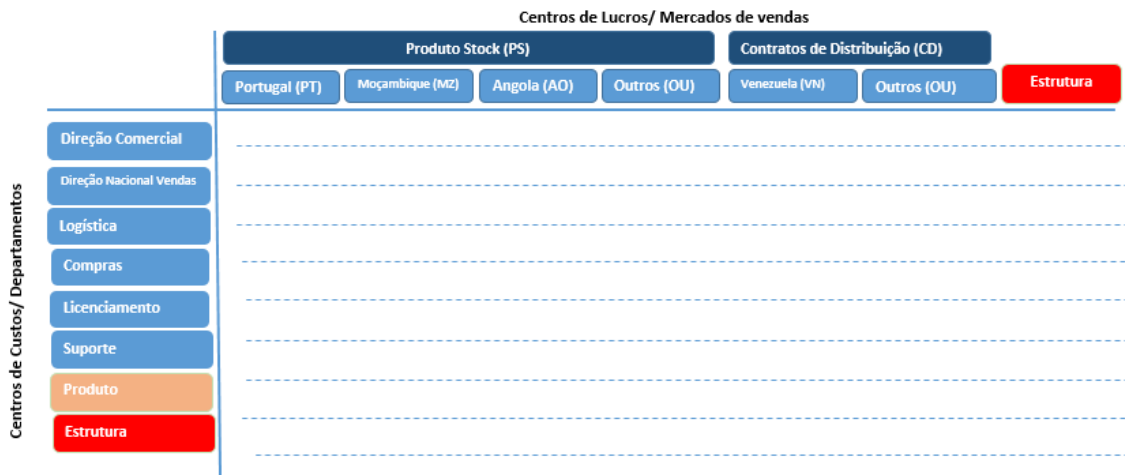 Centros de Lucros/ Mercados de vendas
Produto Stock (PS)
Contratos de Distribuição (CD)
Portugal (PT)
Moçambique (MZ)
Angola (AO)
Outros (OU)
Venezuela (VN)
Outros (OU)
Estrutura
Centros de Custos/ Departamentos
Direção Comercial
Direção Nacional Vendas
Logística
Compras
Licenciamento
Suporte
Produto
Estrutura